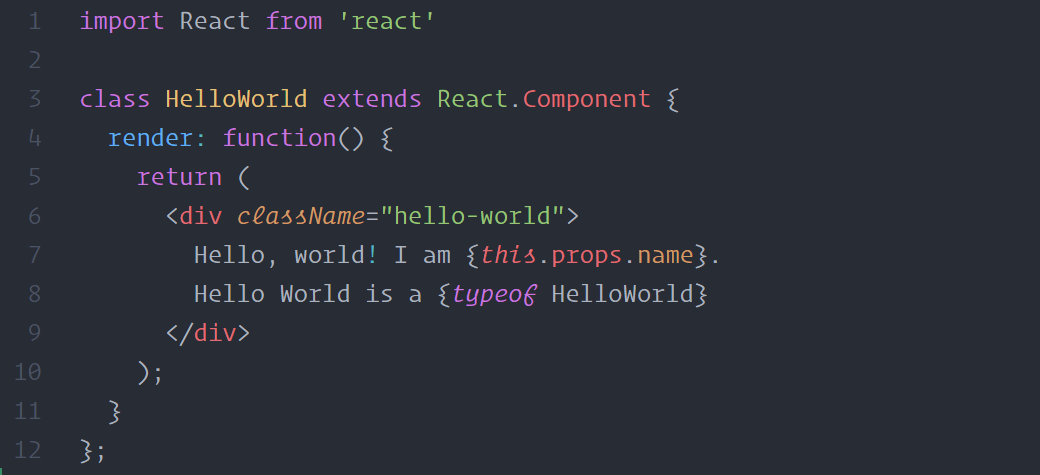 1 import React from 'react'
2
3 class HelloWorld extends React.Component {
4   render: function() {
5     return (
6       <div className="hello-world">
7         Hello, world! I am {this.props.name}.
8         Hello World is a {typeof HelloWorld}
9       </div>
10     );
11   }
12 };